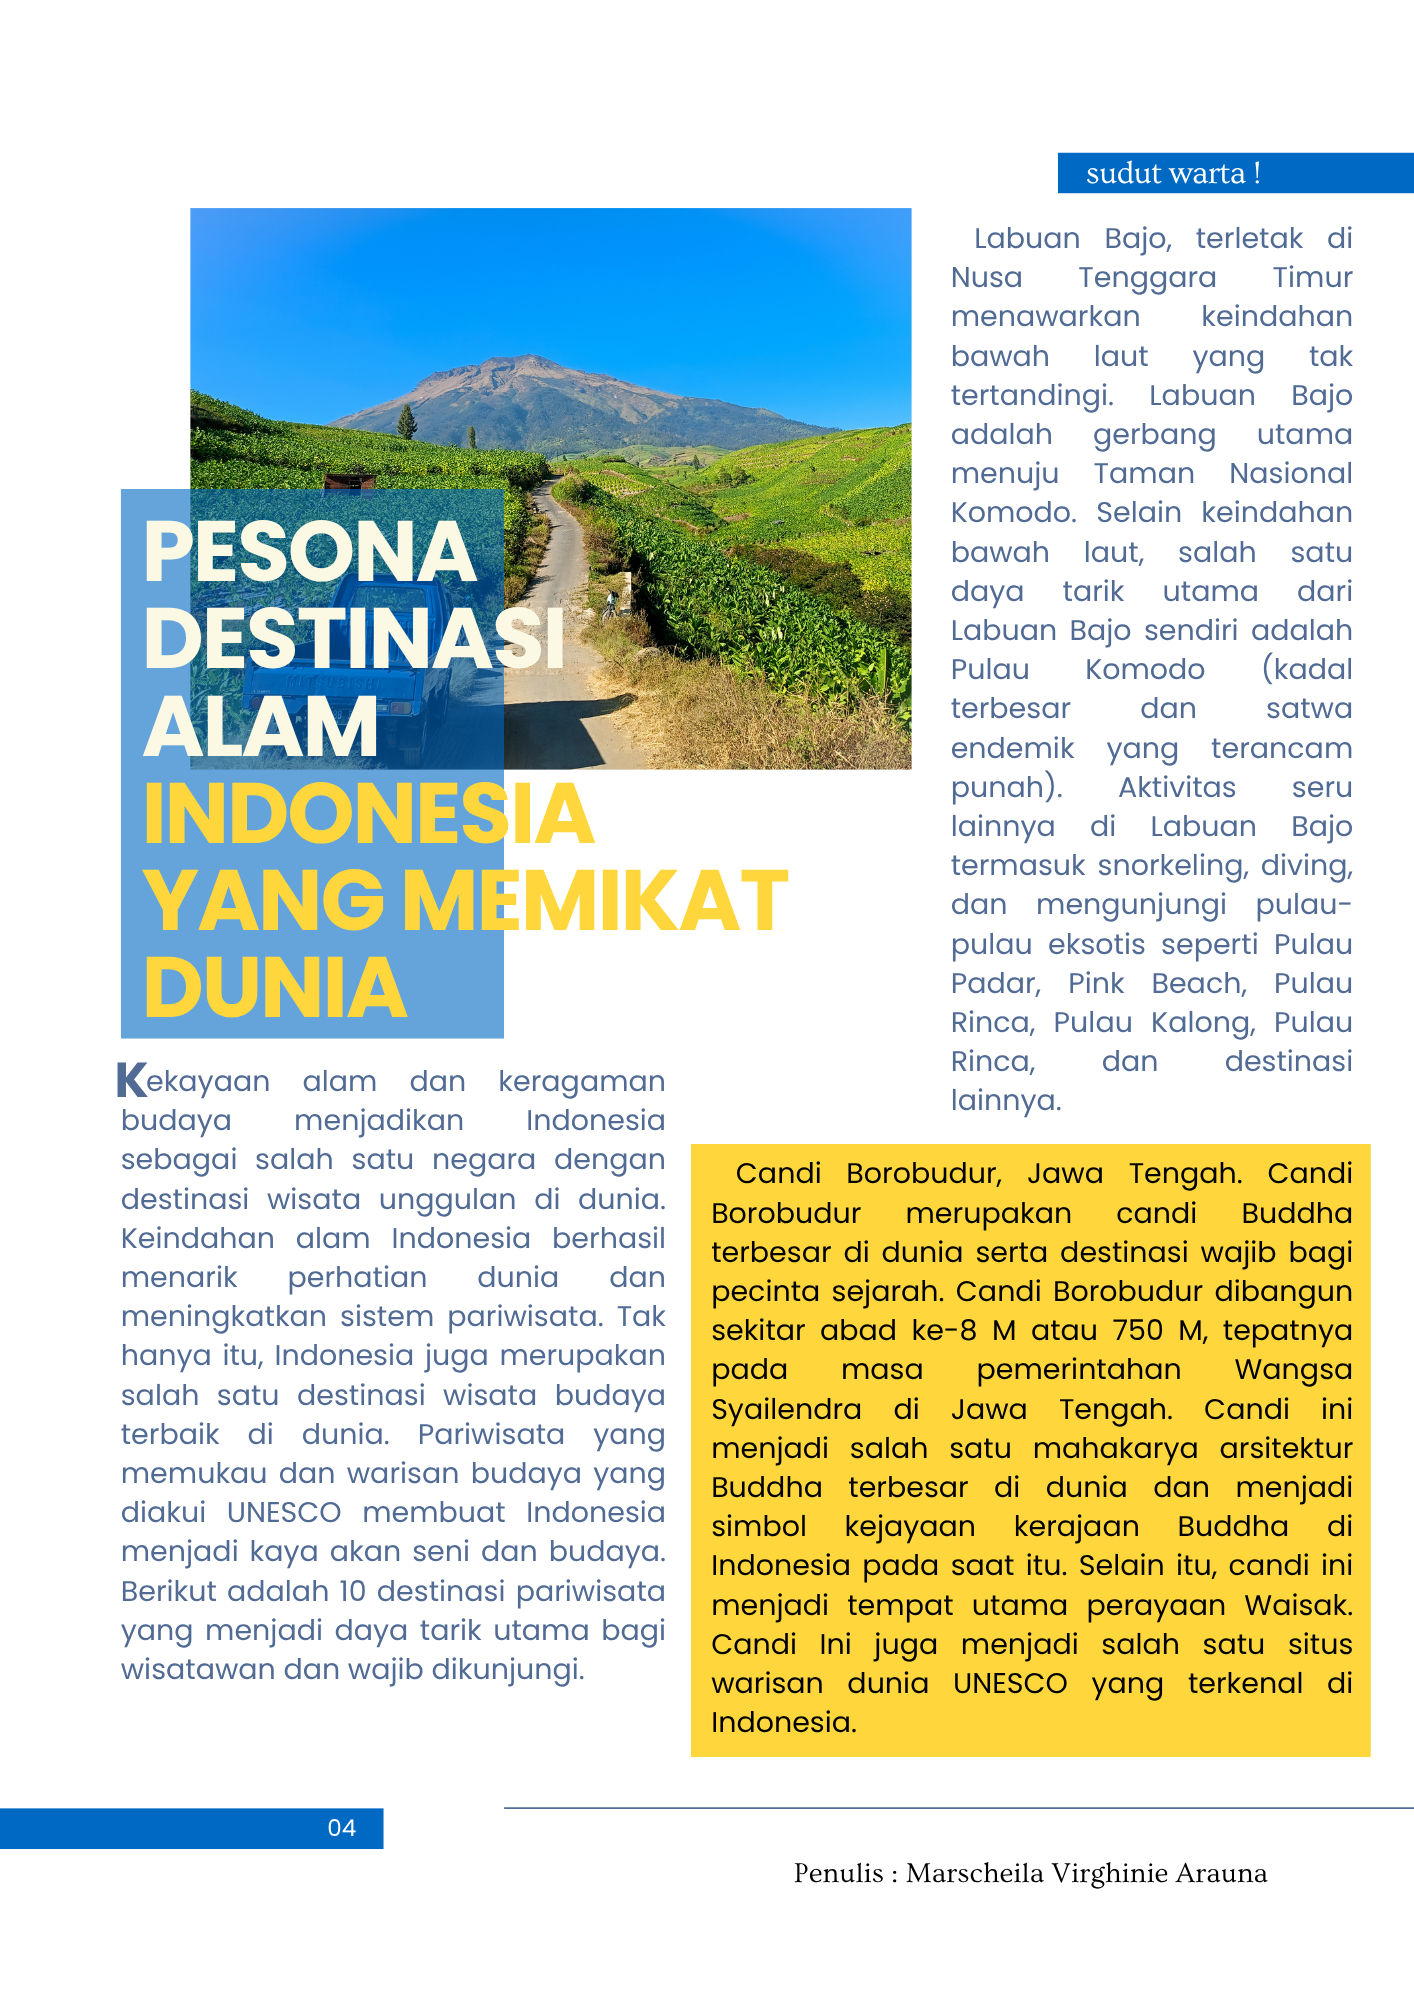 sudut warta !
PESONA
DESTINASI
ALAM
INDONESIA
YANG MEMIKAT
DUNIA
Kekayaan alam dan keragaman
budaya menjadikan Indonesia
sebagai salah satu negara dengan
destinasi wisata unggulan di dunia.
Keindahan alam Indonesia berhasil
menarik perhatian dunia dan
meningkatkan sistem pariwisata. Tak
hanya itu, Indonesia juga merupakan
salah satu destinasi wisata budaya
terbaik di dunia. Pariwisata yang
memukau dan warisan budaya yang
diakui UNESCO membuat Indonesia
menjadi kaya akan seni dan budaya.
Berikut adalah 10 destinasi pariwisata
yang menjadi daya tarik utama bagi
wisatawan dan wajib dikunjungi.
Labuan Bajo, terletak di
Nusa Tenggara Timur
menawarkan keindahan
bawah laut yang tak
tertandingi. Labuan Bajo
adalah gerbang utama
menuju Taman Nasional
Komodo. Selain keindahan
bawah laut, salah satu
daya tarik utama dari
Labuan Bajo sendiri adalah
Pulau Komodo (kadal
terbesar dan satwa
endemik yang terancam
punah). Aktivitas seru
lainnya di Labuan Bajo
termasuk snorkeling, diving,
dan mengunjungi pulau-
pulau eksotis seperti Pulau
Padar, Pink Beach, Pulau
Rinca, Pulau Kalong, Pulau
Rinca, dan destinasi
lainnya.
Candi Borobudur, Jawa Tengah. Candi
Borobudur merupakan candi Buddha
terbesar di dunia serta destinasi wajib bagi
pecinta sejarah. Candi Borobudur dibangun
sekitar abad ke-8 M atau 750 M, tepatnya
pada masa pemerintahan Wangsa
Syailendra di Jawa Tengah. Candi ini
menjadi salah satu mahakarya arsitektur
Buddha terbesar di dunia dan menjadi
simbol kejayaan kerajaan Buddha di
Indonesia pada saat itu. Selain itu, candi ini
menjadi tempat utama perayaan Waisak.
Candi Ini juga menjadi salah satu situs
warisan dunia UNESCO yang terkenal di
Indonesia.
04
Penulis : Marscheila Virghinie Arauna